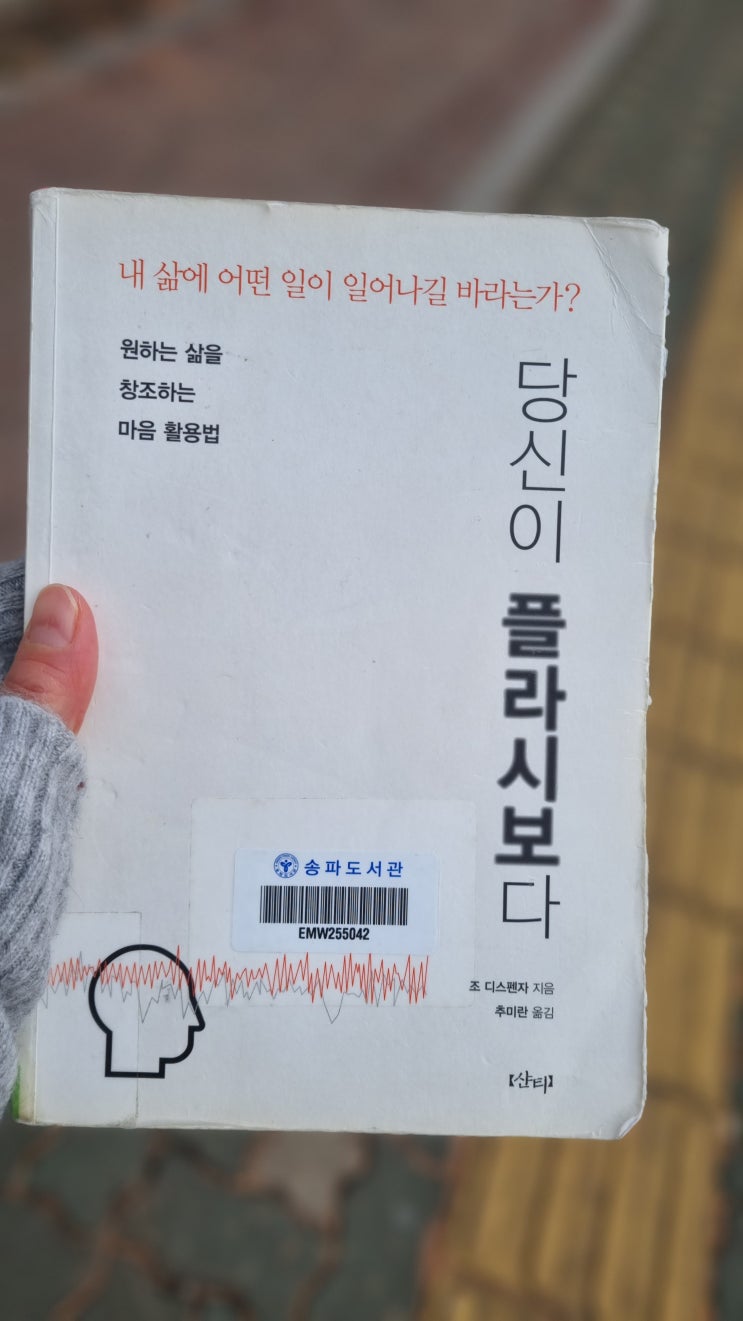 내 삶에 어떤 일이 일어나길 바라는가?
원하는 삶을
창조하는
마음 활용법
당신이 플라시보다
송파도서관
EMW255042
조 디스펜자 지음
추미란 옮김
【샨티】